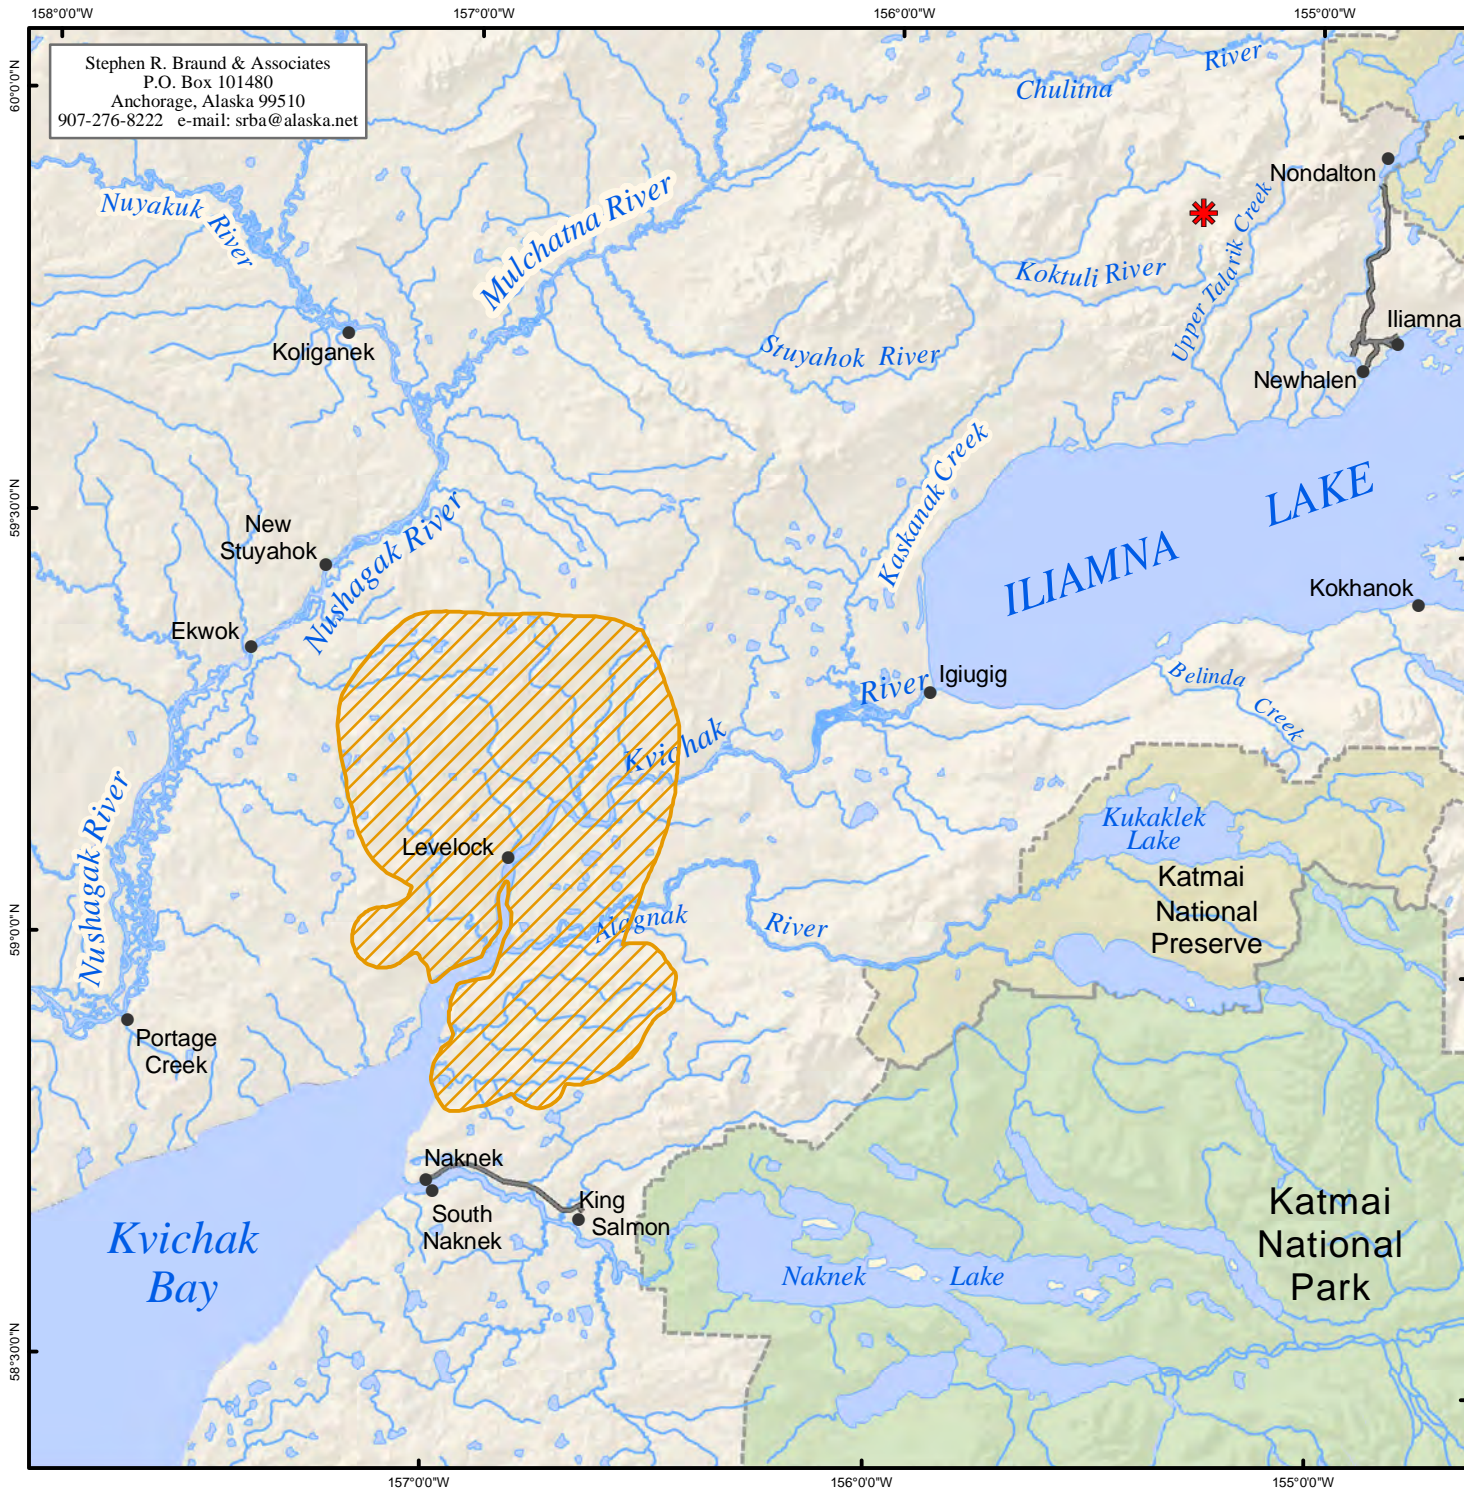 158°0'0"W
157°0'0"W
156°0'0"W
155°0'0"W
Stephen R. Braund & Associates
P.O. Box 101480
Anchorage, Alaska 99510
907-276-8222 e-mail: srba@alaska.net
60°0'0"N
Chulitna River
Nondalton
Nuyakuk River
Mulchatna River
Koktuli River
Upper Talarik Creek
Iliamna
Koliganek
Stuyahok River
Newhalen
Kaskanak Creek
ILIAMNA LAKE
59°30'0"N
New
Stuyahok
Nushagak River
Kokhanok
Ekwok
Igiugig
Belinda Creek
Kvichak River
Nushagak River
Kukaklek
Lake
Levelock
Katmai
National
Preserve
Alagnak River
59°0'0"N
Portage
Creek
Naknek
South
Naknek
King
Salmon
Katmai
National
Park
Kvichak
Bay
Naknek Lake
58°30'0"N
157°0'0"W
156°0'0"W
155°0'0"W